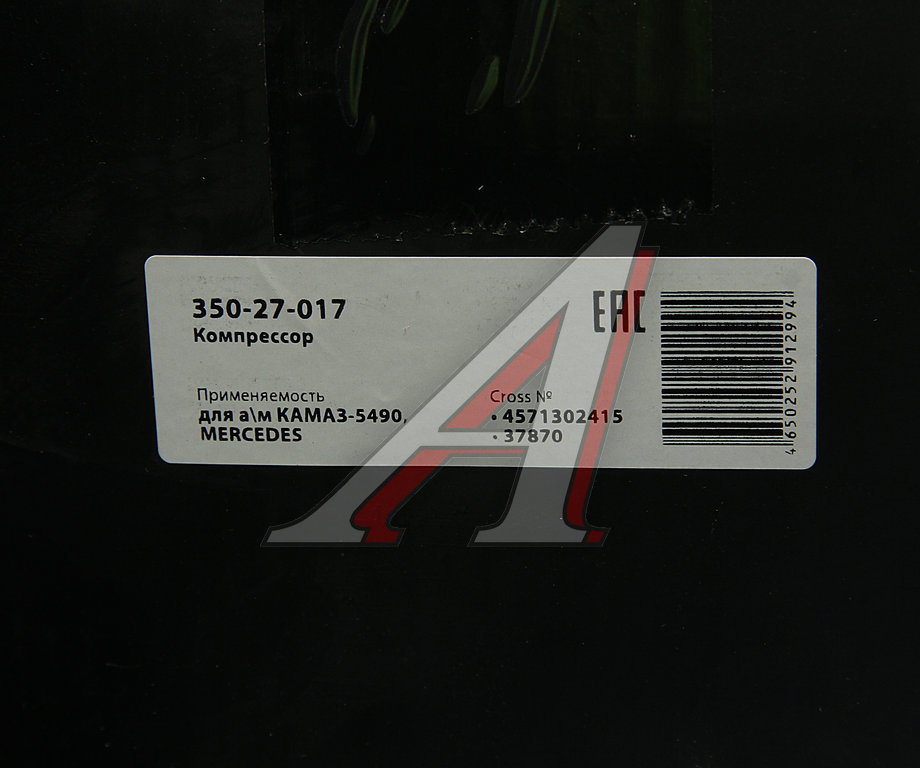 350-27-017
Компрессор
EAC
Применяемость
для а\м КАМАЗ-5490,
MERCEDES
Cross №
• 4571302415
• 37870
4650252912994